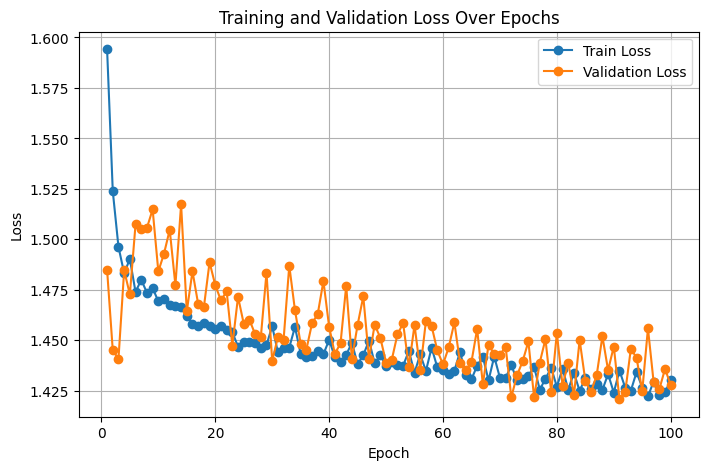 Training and Validation Loss Over Epochs
Train Loss
Validation Loss
1.600
1.575
1.550
1.525
1.500
1.475
1.450
1.425
Loss
0
20
40
60
80
100
Epoch